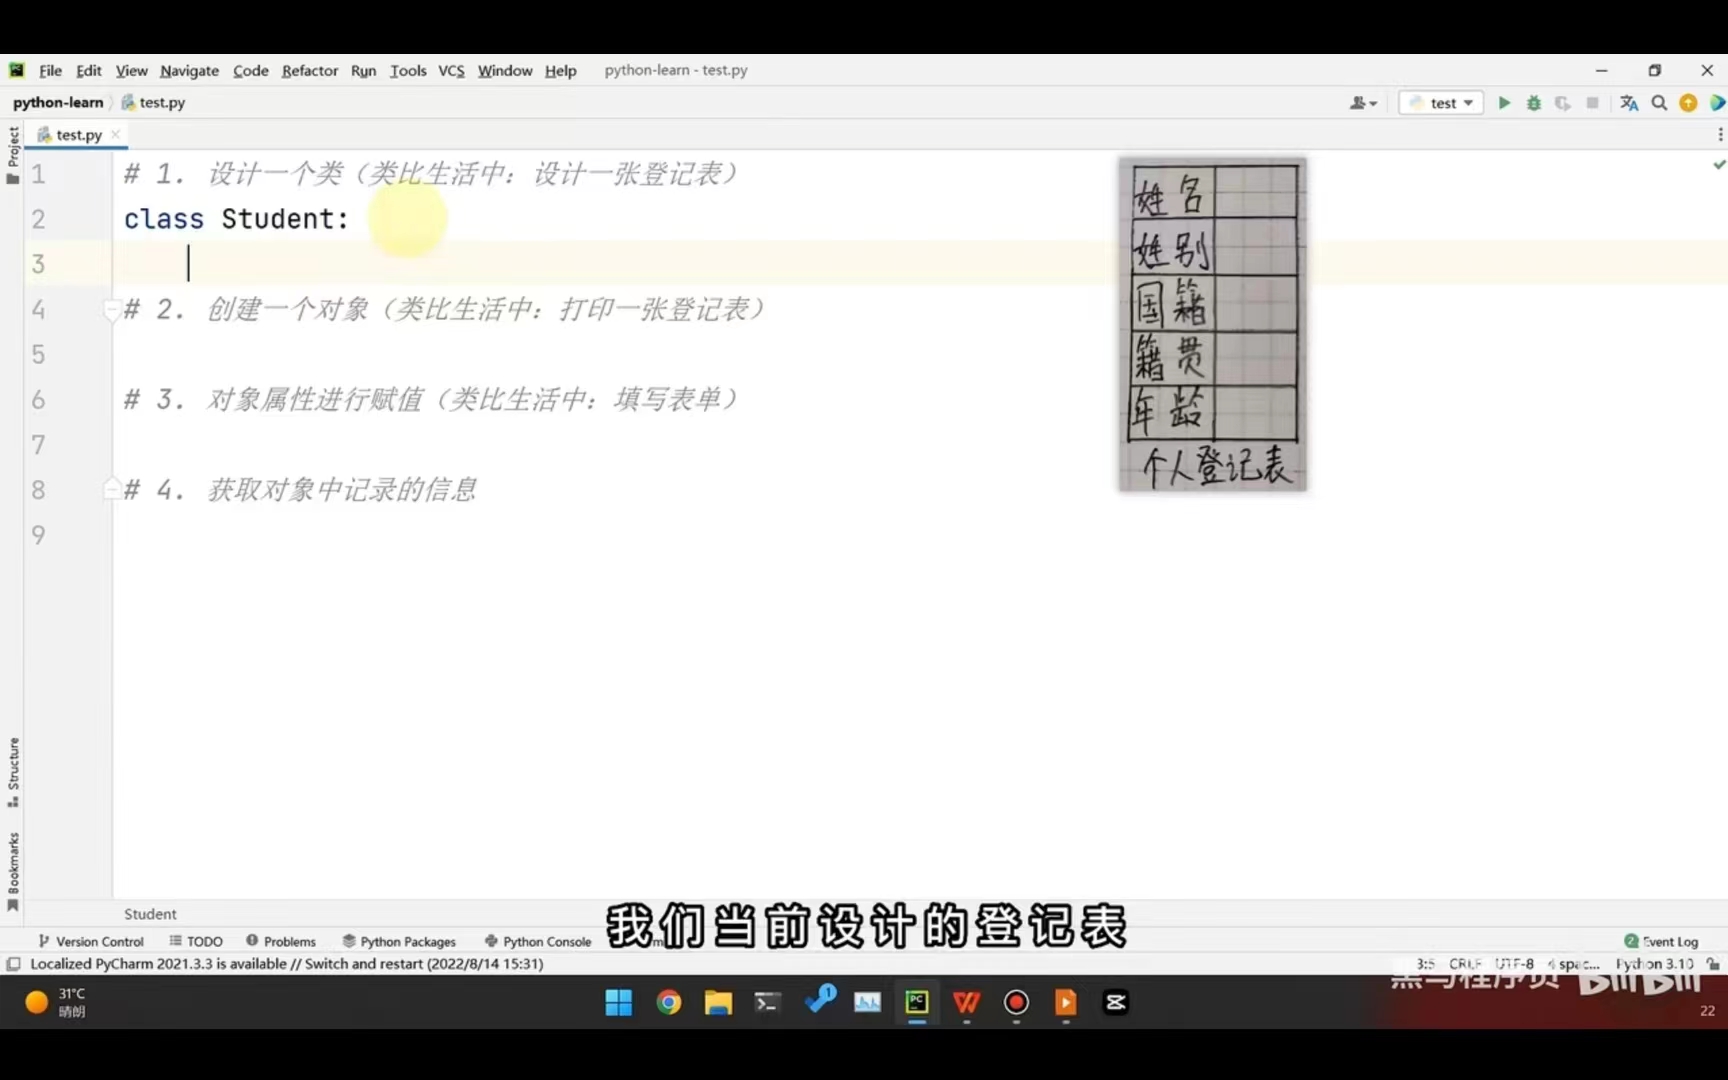 File Edit View Navigate Code Refactor Run Tools VCS Window Help python-learn - test.py
python-learn test.py
test
test.py
Project
1 # 1. 设计一个类（类比生活中：设计一张登记表）
2 class Student:
3
4 # 2. 创建一个对象（类比生活中：打印一张登记表）
5
6 # 3. 对象属性进行赋值（类比生活中：填写表单）
7
8 # 4. 获取对象中记录的信息
9
姓名
姓别
国籍
籍贯
年龄
个人登记表
Structure
Bookmarks
Student
我们当前设计的登记表
Version Control TODO Problems Python Packages Python Console
2 Event Log
Localized PyCharm 2021.3.3 is available // Switch and restart (2022/8/14 15:31)
3:5 CRLF UTF-8 4 spac... Python 3.10
黑马程序员 bilibili
31°C
晴朗
1
PC
22